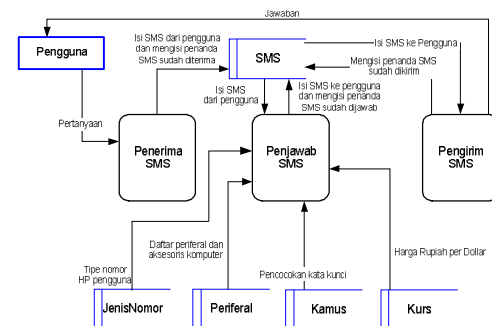 Jawaban
Pengguna
Isi SMS dari pengguna
dan mengisi penanda
SMS sudah diterima
SMS
Isi SMS ke Pengguna
Mengisi penanda SMS
sudah dikirim
Isi SMS
dari pengguna
Isi SMS ke pengguna
dan mengisi penanda
SMS sudah dijawab
Pertanyaan
Penerima
SMS
Penjawab
SMS
Pengirim
SMS
Tipe nomor
HP pengguna
Daftar periferal dan
aksesoris komputer
Pencocokan kata kunci
Harga Rupiah per Dollar
JenisNomor
Periferal
Kamus
Kurs